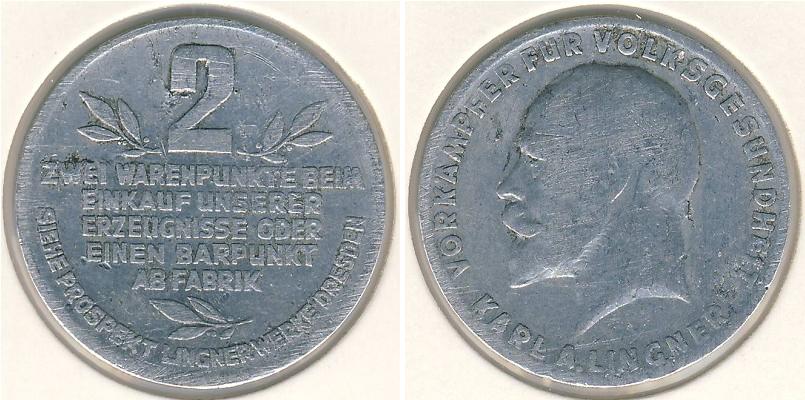 2
ZWEI WARENPUNKTE BEIM
EINKAUF UNSERER
ERZEUGNISSE ODER
EINEN BARPUNKT
AB FABRIK
SIEHE PROSPEKT LINGNERWERKE DRESDEN
VORKÄMPFER FÜR VOLKSGESUNDHEIT
KARL A. LINGNER